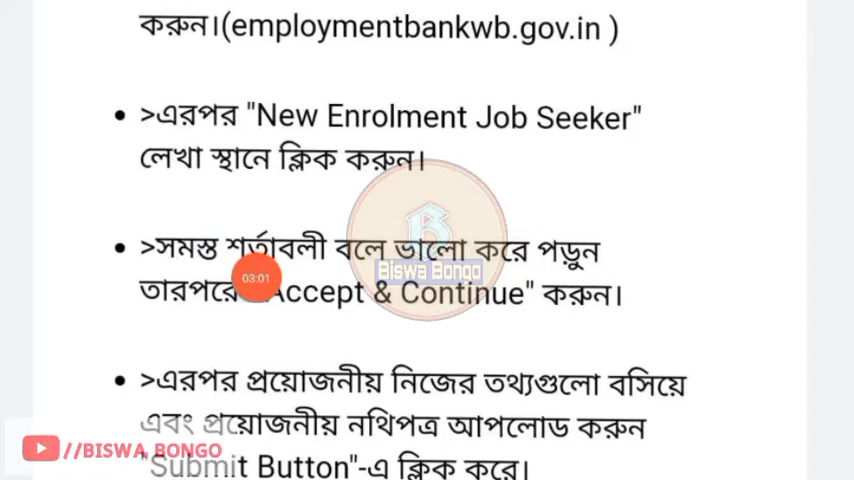 করুন।(employmentbankwb.gov.in )
>এরপর "New Enrolment Job Seeker"
লেখা স্থানে ক্লিক করুন।
>সমস্ত শর্তাবলী বলে ভালো করে পড়ুন
তারপরে "Accept & Continue" করুন।
03:01
B
Biswa Bongo
>এরপর প্রয়োজনীয় নিজের তথ্যগুলো বসিয়ে
এবং প্রয়োজনীয় নথিপত্র আপলোড করুন
//BISWA BONGO
"Submit Button"-এ ক্লিক করে।